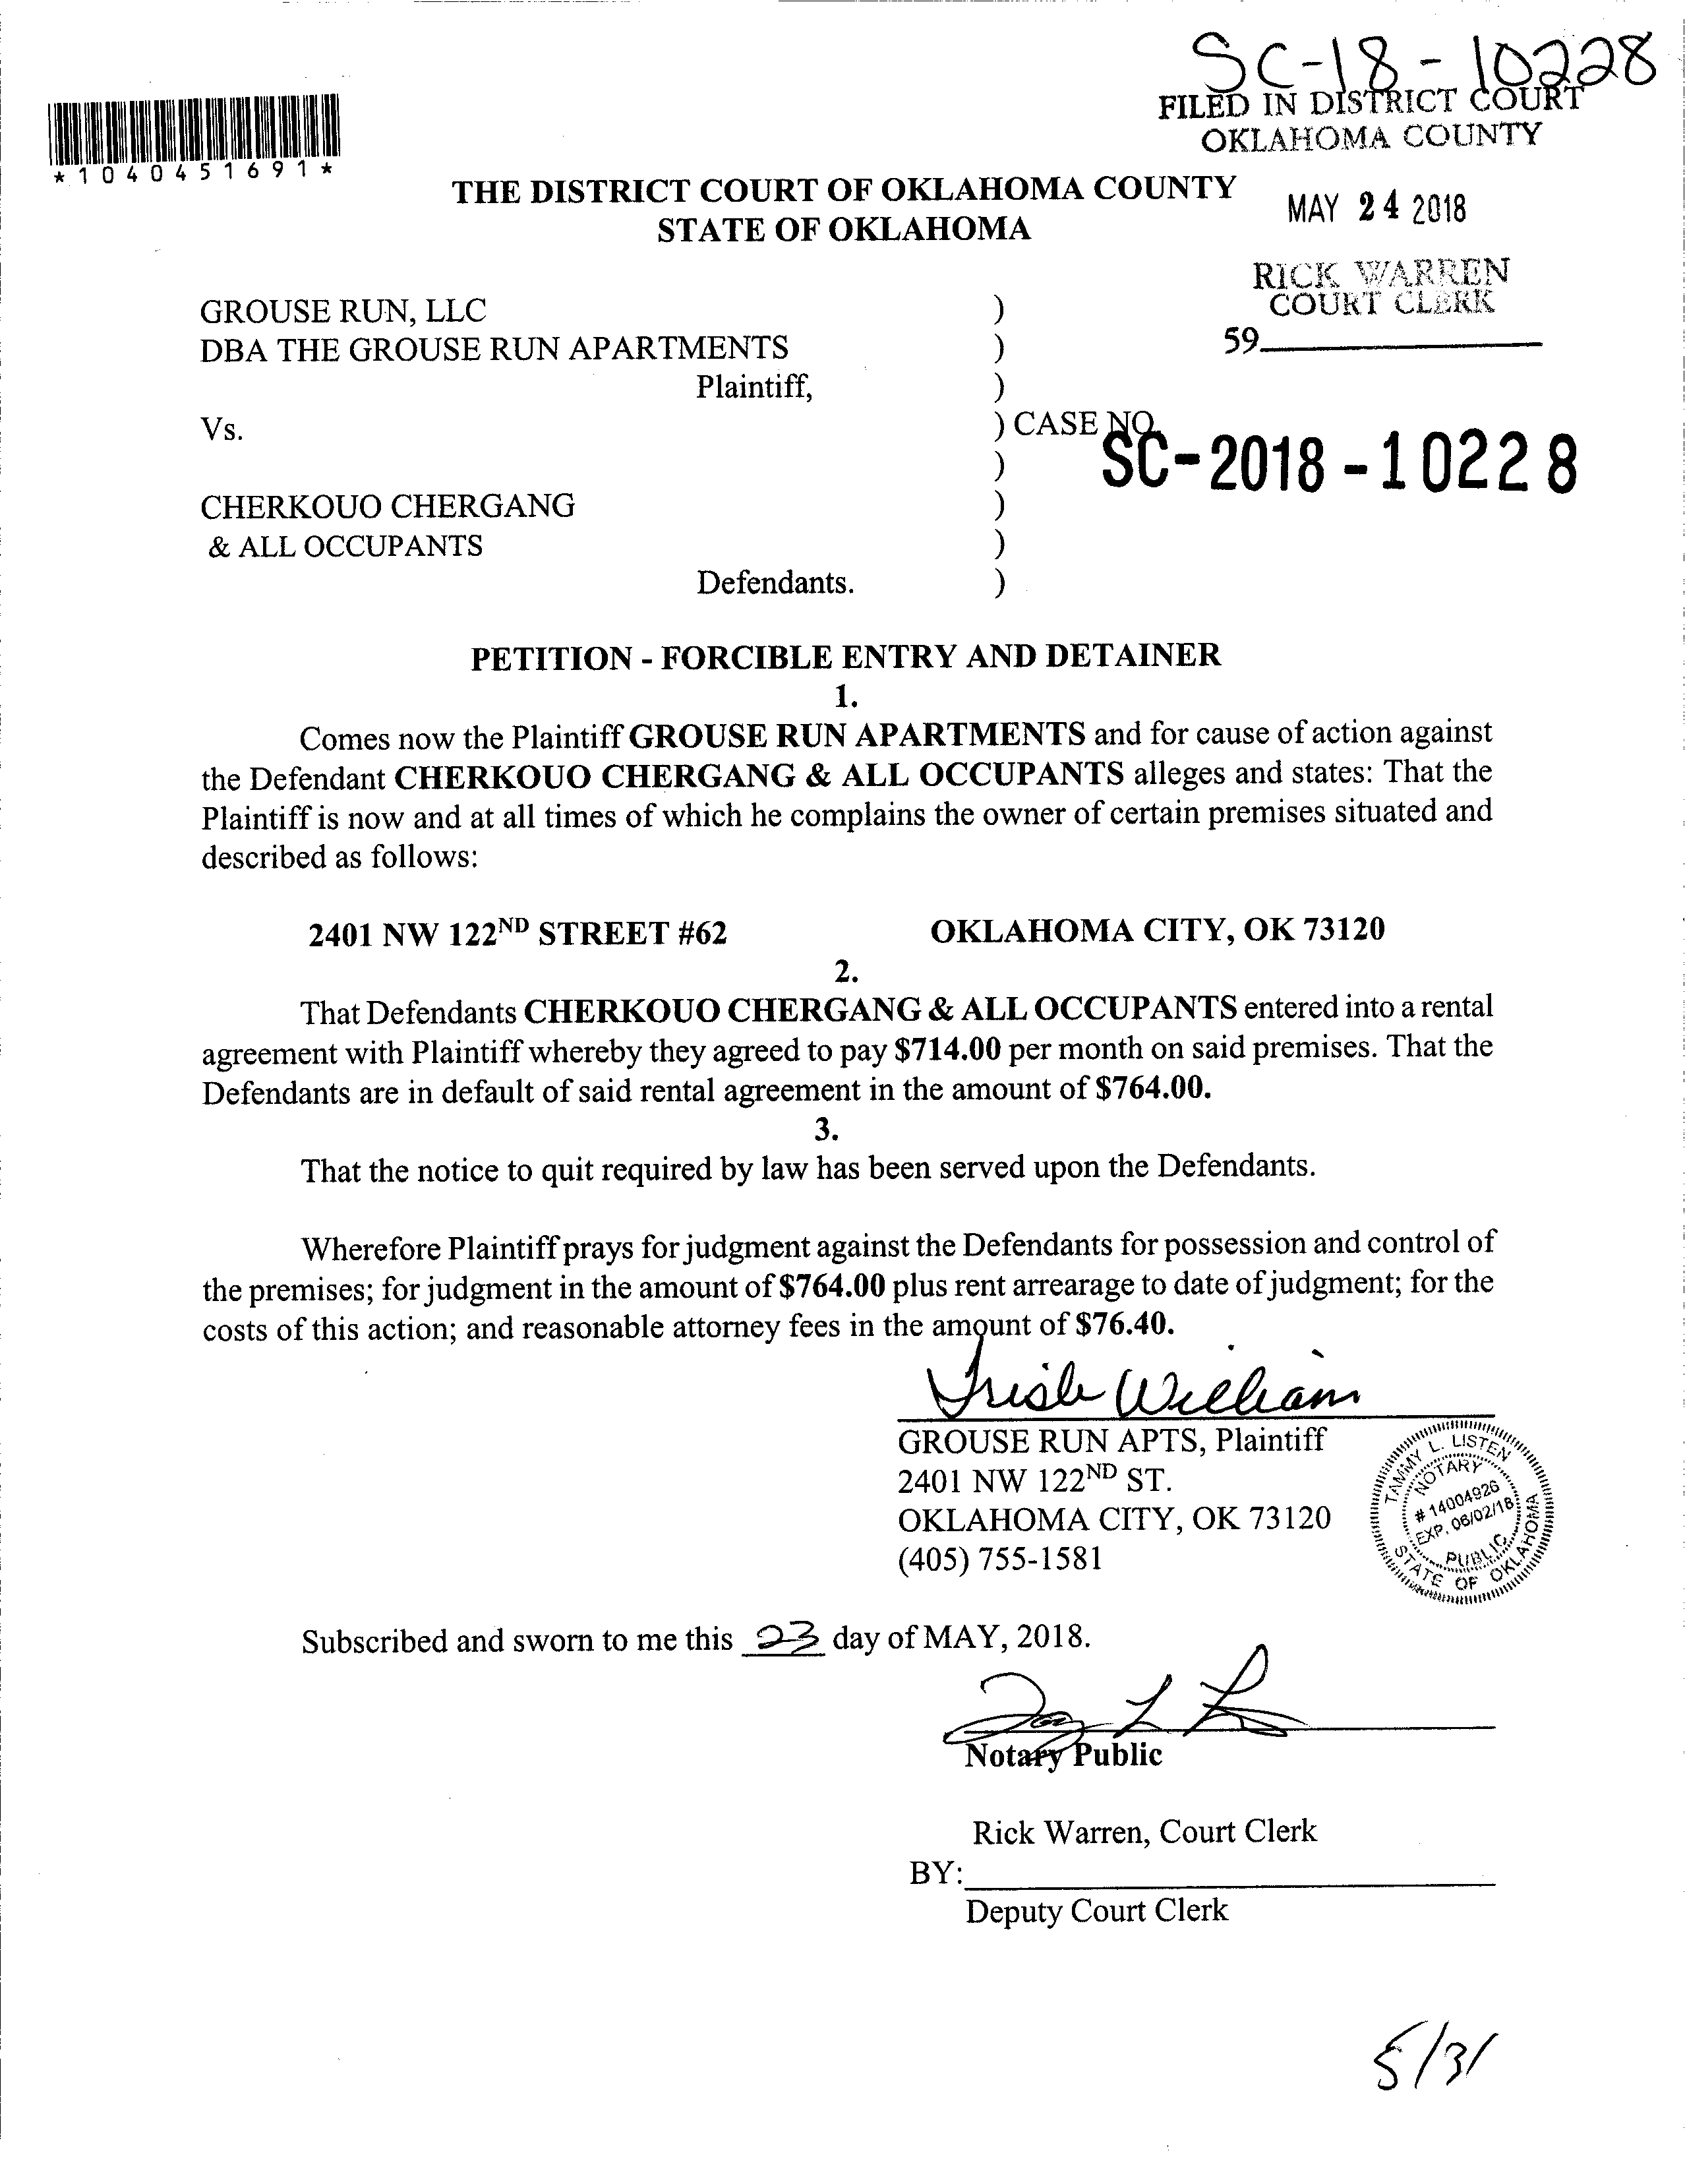 SC-18-10228
FILED IN DISTRICT COURT
OKLAHOMA COUNTY
*1040451691*
THE DISTRICT COURT OF OKLAHOMA COUNTY
STATE OF OKLAHOMA
MAY 24 2018
RICK WARREN
COURT CLERK
59
GROUSE RUN, LLC )
DBA THE GROUSE RUN APARTMENTS )
Plaintiff, )
Vs. ) CASE NO.
) SC-2018-10228
CHERKOUO CHERGANG )
& ALL OCCUPANTS )
Defendants. )
PETITION - FORCIBLE ENTRY AND DETAINER
1.
Comes now the Plaintiff GROUSE RUN APARTMENTS and for cause of action against
the Defendant CHERKOUO CHERGANG & ALL OCCUPANTS alleges and states: That the
Plaintiff is now and at all times of which he complains the owner of certain premises situated and
described as follows:
2401 NW 122ND STREET #62 OKLAHOMA CITY, OK 73120
2.
That Defendants CHERKOUO CHERGANG & ALL OCCUPANTS entered into a rental
agreement with Plaintiff whereby they agreed to pay $714.00 per month on said premises. That the
Defendants are in default of said rental agreement in the amount of $764.00.
3.
That the notice to quit required by law has been served upon the Defendants.
Wherefore Plaintiff prays for judgment against the Defendants for possession and control of
the premises; for judgment in the amount of $764.00 plus rent arrearage to date of judgment; for the
costs of this action; and reasonable attorney fees in the amount of $76.40.
GROUSE RUN APTS, Plaintiff
2401 NW 122ND ST.
OKLAHOMA CITY, OK 73120
(405) 755-1581
TAMMY L. LISTEN
NOTARY
# 14004926
EXP. 06/02/18
PUBLIC
STATE OF OKLAHOMA
Subscribed and sworn to me this 23 day of MAY, 2018.
Notary Public
Rick Warren, Court Clerk
BY:
Deputy Court Clerk
5/31